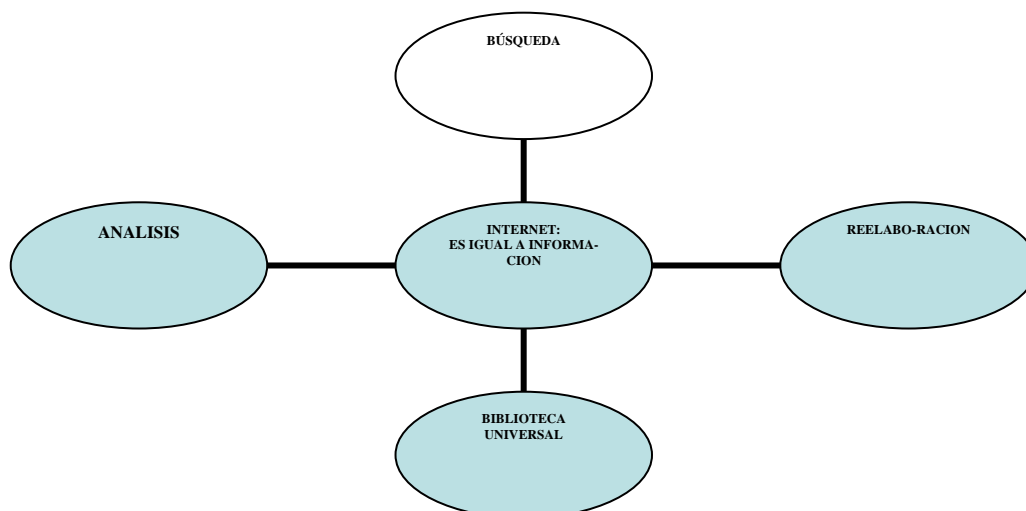 BÚSQUEDA
ANALISIS
INTERNET:
ES IGUAL A INFORMA-
CION
REELABO-RACION
BIBLIOTECA
UNIVERSAL